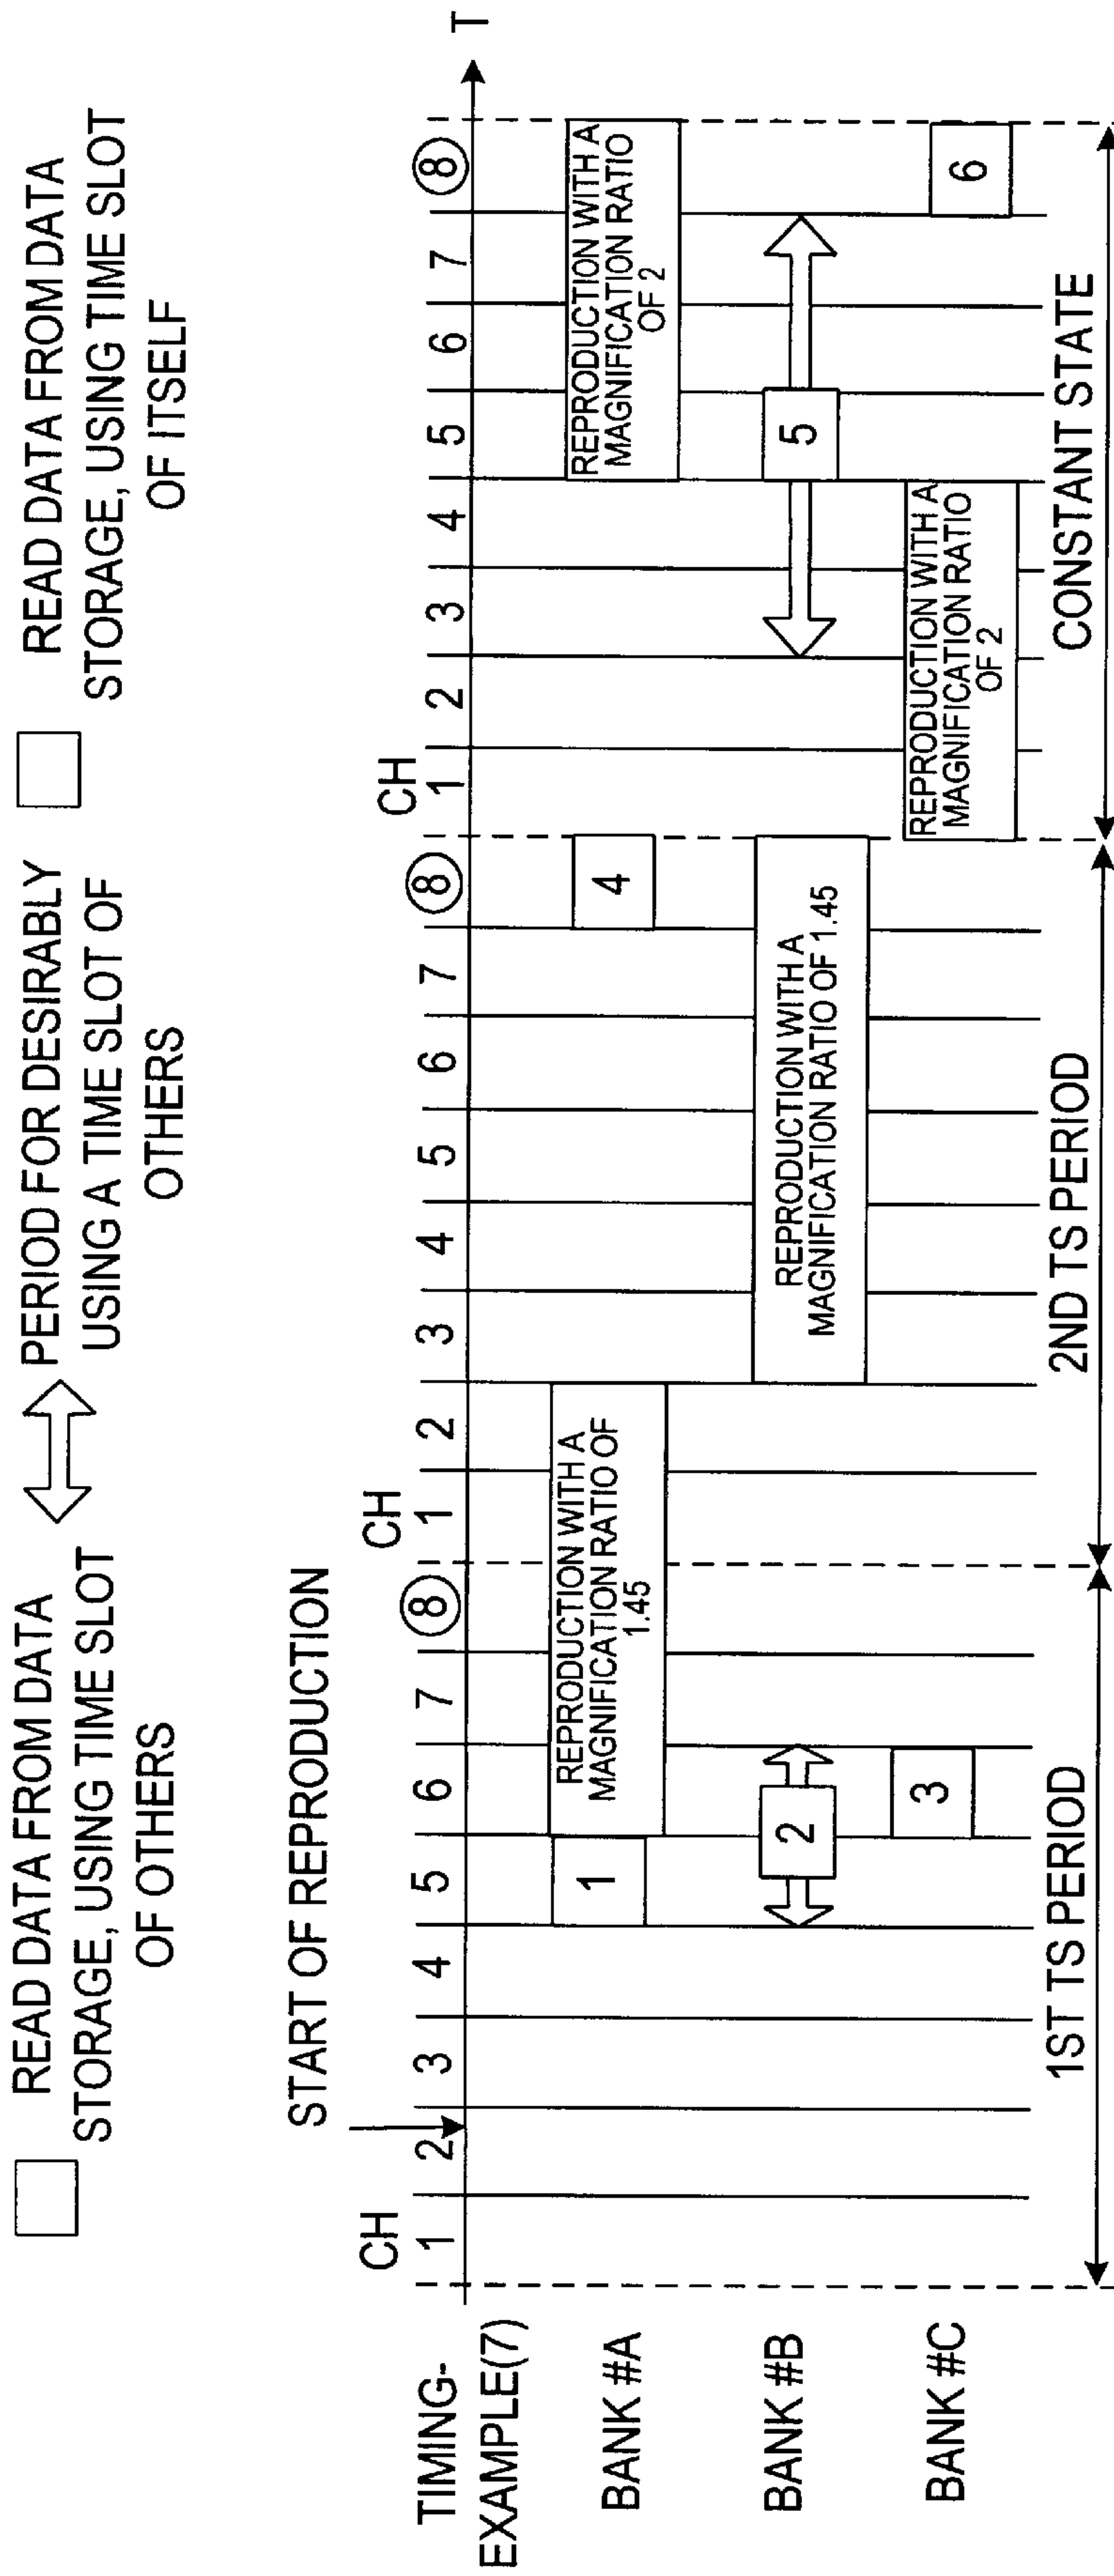 READ DATA FROM DATA
STORAGE, USING TIME SLOT
OF OTHERS
PERIOD FOR DESIRABLY
USING A TIME SLOT OF
OTHERS
READ DATA FROM DATA
STORAGE, USING TIME SLOT
OF ITSELF
START OF REPRODUCTION
CH CH CH
TIMING-
EXAMPLE(7)
1 2 3 4 5 6 7 8 1 2 3 4 5 6 7 8 1 2 3 4 5 6 7 8 T
BANK #A
1
REPRODUCTION WITH A
MAGNIFICATION RATIO OF
1.45
4
REPRODUCTION WITH A
MAGNIFICATION RATIO
OF 2
BANK #B
2
REPRODUCTION WITH A
MAGNIFICATION RATIO OF 1.45
5
BANK #C
3
REPRODUCTION WITH A
MAGNIFICATION RATIO
OF 2
6
1ST TS PERIOD
2ND TS PERIOD
CONSTANT STATE